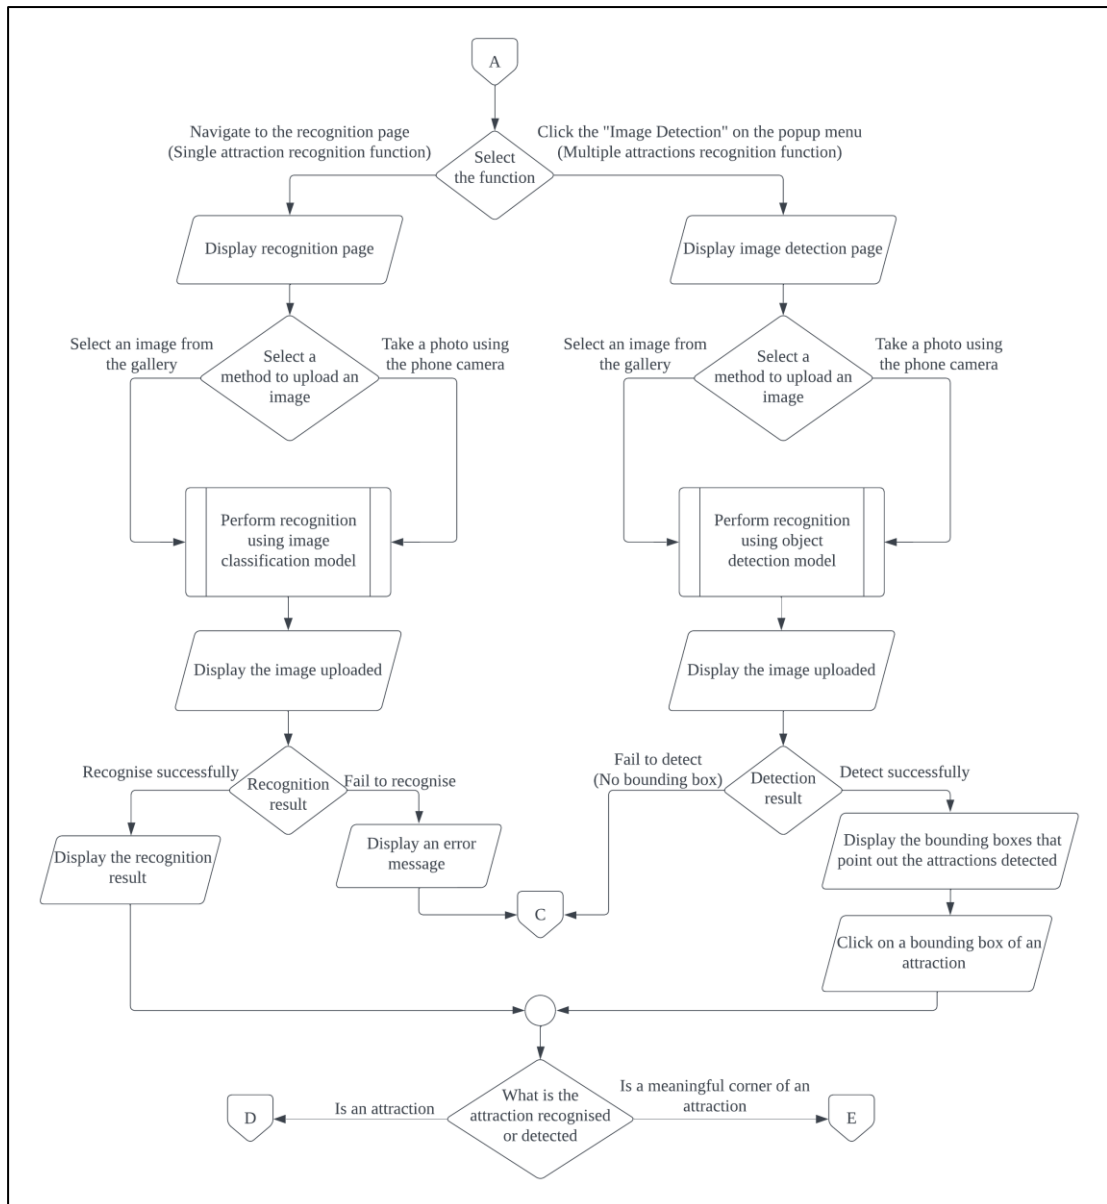 A
Navigate to the recognition page
(Single attraction recognition function)
Click the "Image Detection" on the popup menu
(Multiple attractions recognition function)
Select
the function
Display recognition page
Display image detection page
Select an image from
the gallery
Select a
method to upload an
image
Take a photo using
the phone camera
Select an image from
the gallery
Select a
method to upload an
image
Take a photo using
the phone camera
Perform recognition
using image
classification model
Perform recognition
using object
detection model
Display the image uploaded
Display the image uploaded
Recognise successfully
Recognition
result
Fail to recognise
Fail to detect
(No bounding box)
Detection
result
Detect successfully
Display the recognition
result
Display an error
message
Display the bounding boxes that
point out the attractions detected
C
Click on a bounding box of an
attraction
D
Is an attraction
What is the
attraction recognised
or detected
Is a meaningful corner of an
attraction
E